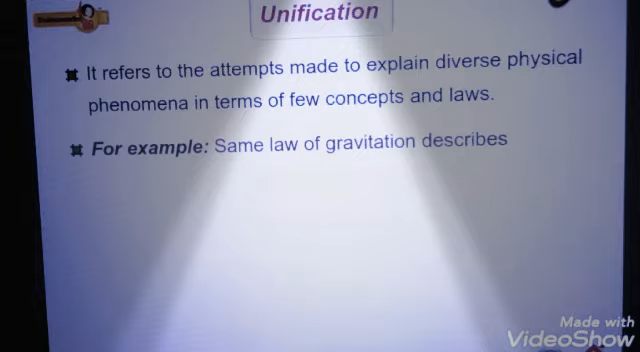 Unification
It refers to the attempts made to explain diverse physical
phenomena in terms of few concepts and laws.
For example: Same law of gravitation describes
Made with
VideoShow